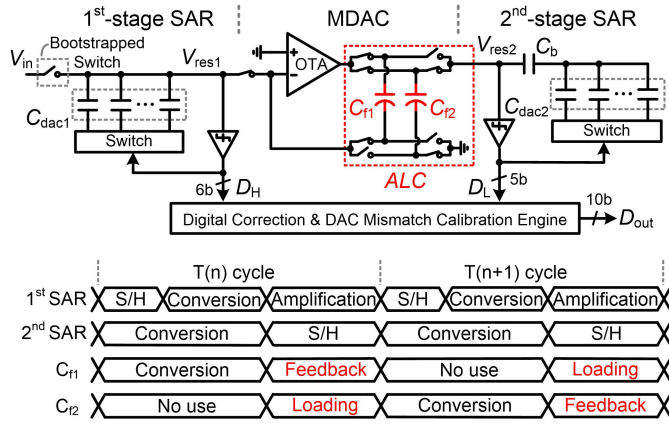 1st-stage SAR MDAC 2nd-stage SAR
Bootstrapped
Switch
Vin
Vres1
OTA
Vres2
Cb
Cdac1
Cf1
Cf2
Cdac2
Switch
Switch
ALC
6b DH
DL 5b
Digital Correction & DAC Mismatch Calibration Engine
10b
Dout
T(n) cycle T(n+1) cycle
1st SAR S/H Conversion Amplification S/H Conversion Amplification
2nd SAR Conversion S/H Conversion S/H
Cf1 Conversion Feedback No use Loading
Cf2 No use Loading Conversion Feedback